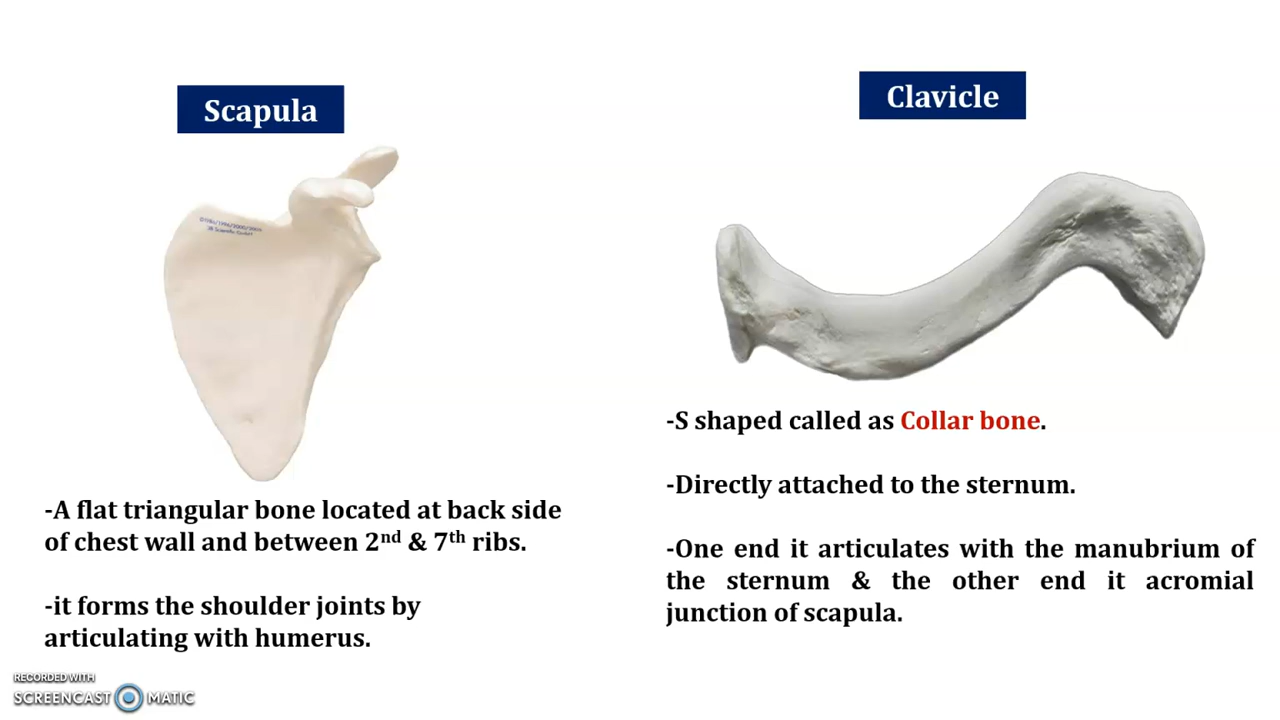 Scapula
Clavicle
-A flat triangular bone located at back side
of chest wall and between 2nd & 7th ribs.
-it forms the shoulder joints by
articulating with humerus.
-S shaped called as Collar bone.
-Directly attached to the sternum.
-One end it articulates with the manubrium of
the sternum & the other end it acromial
junction of scapula.
RECORDED WITH
SCREENCAST MATIC